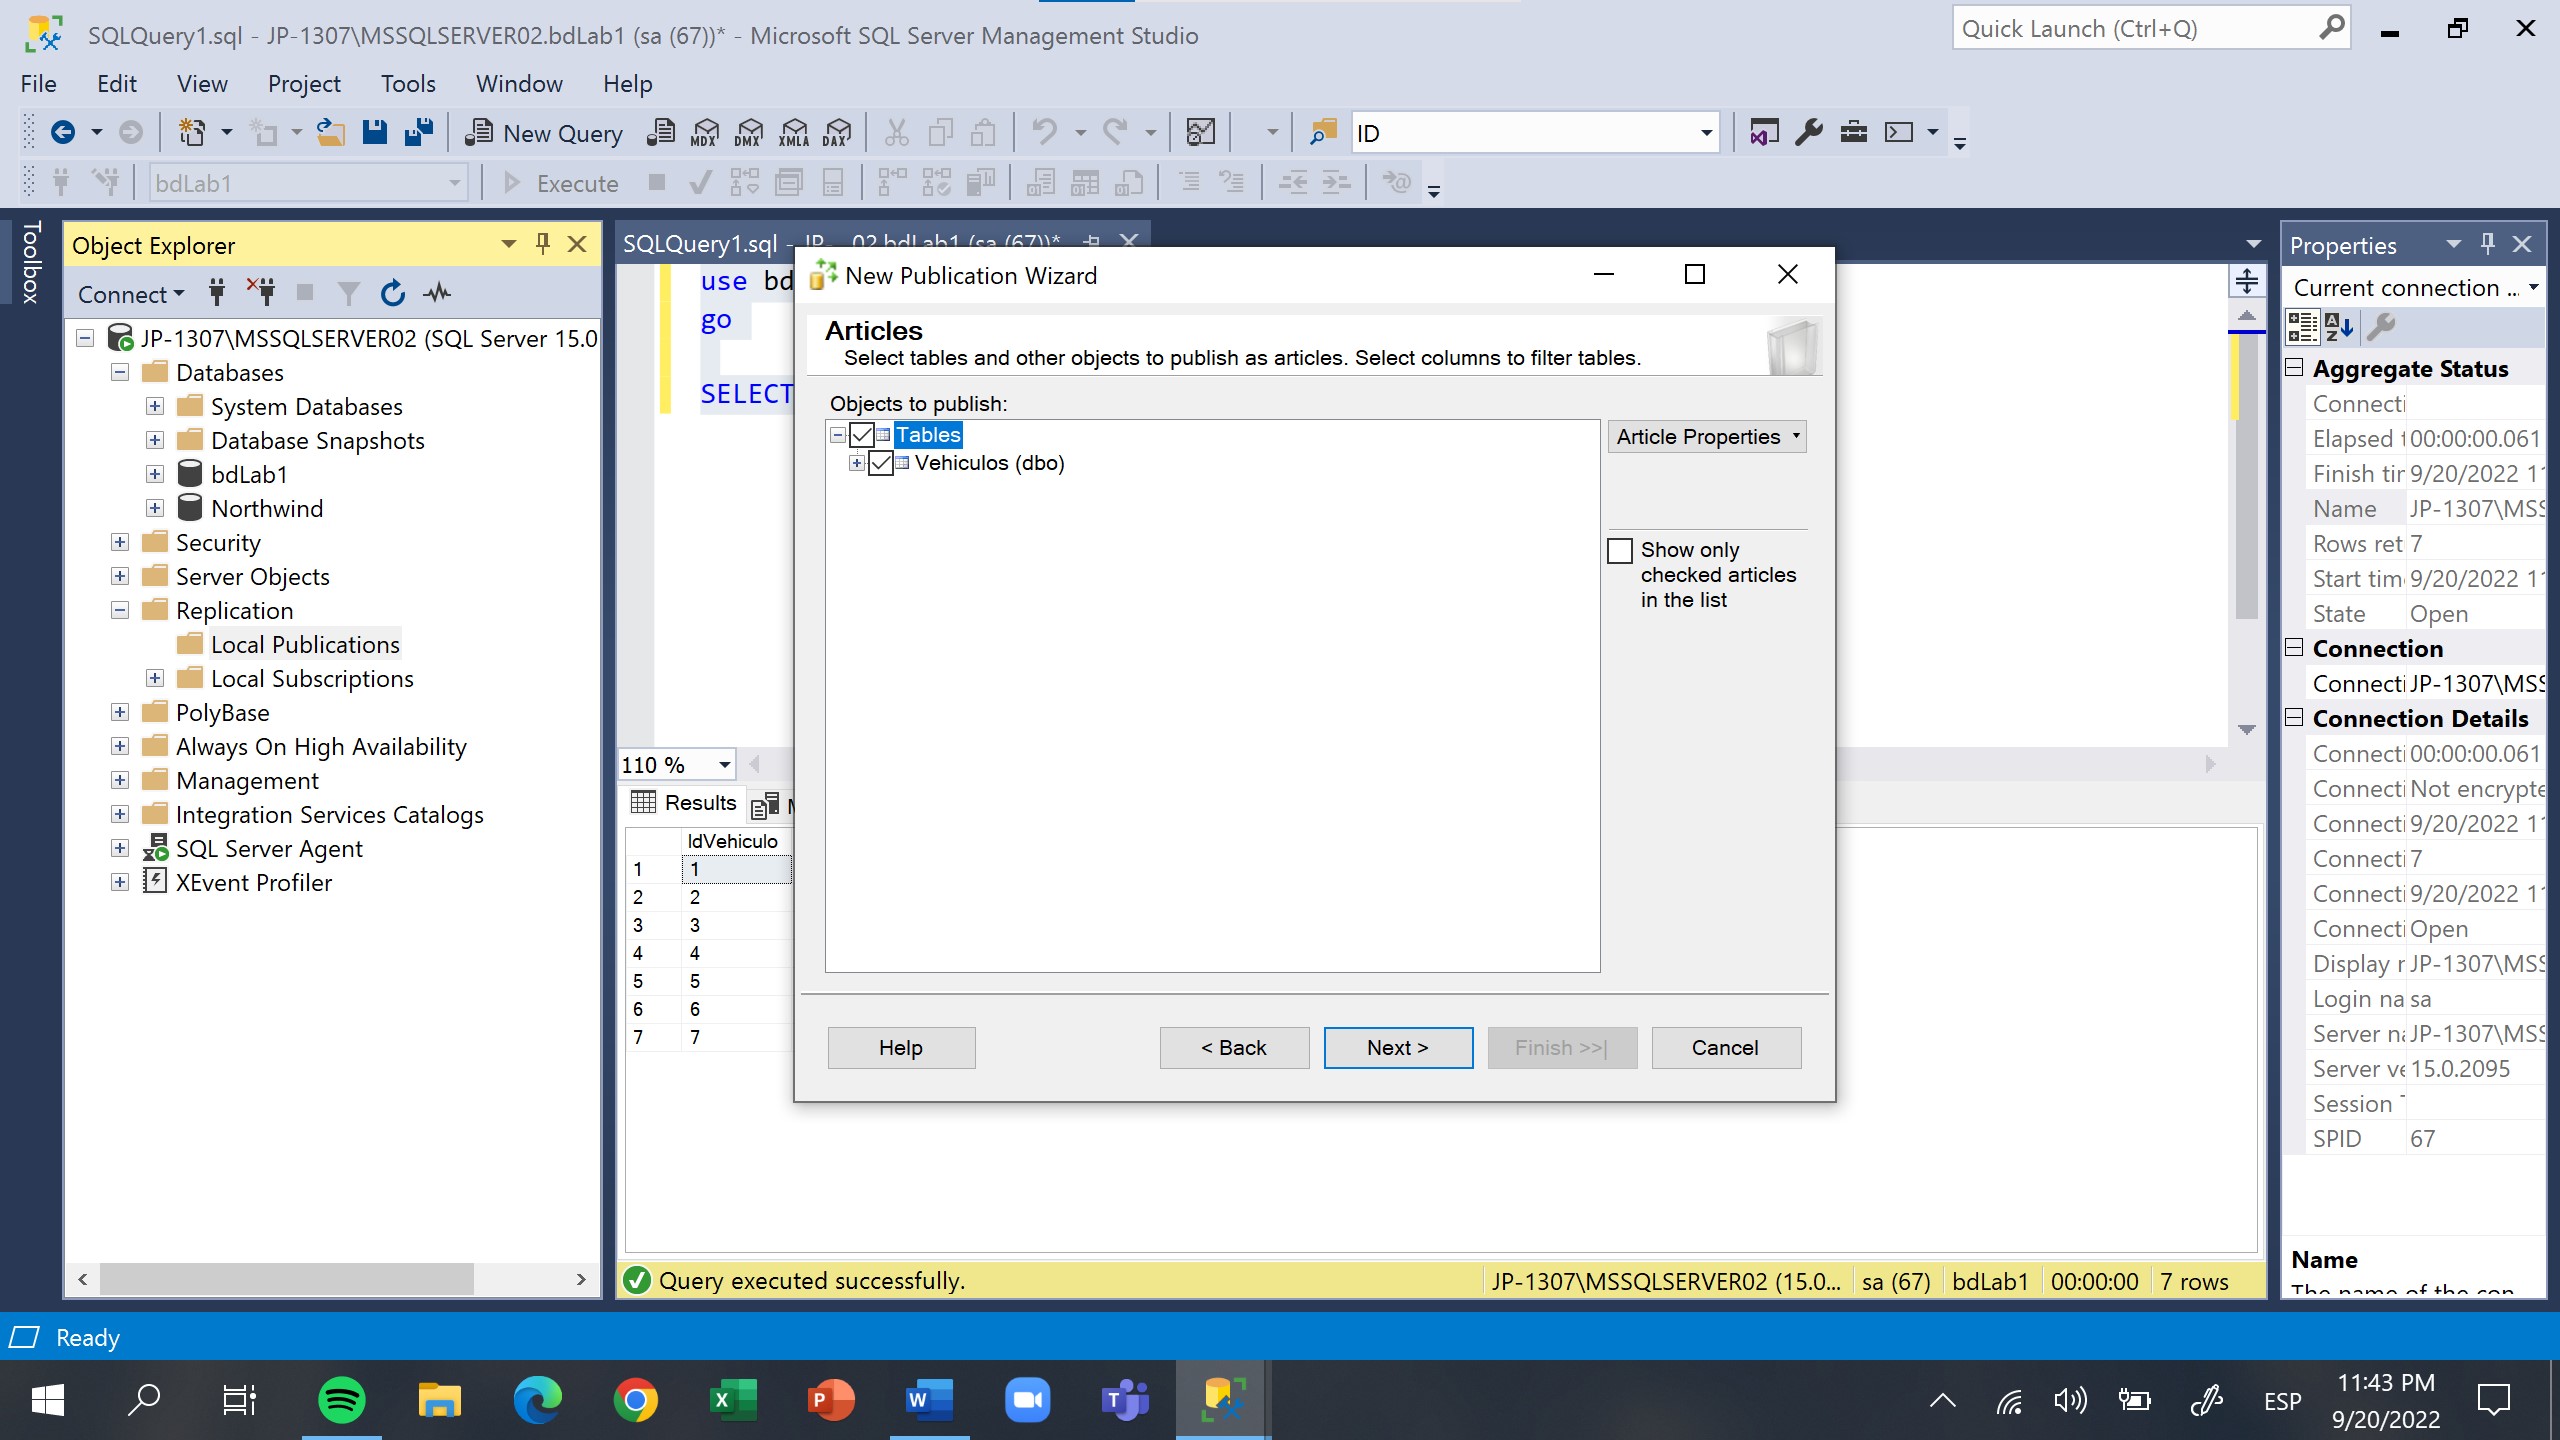 SQLQuery1.sql - JP-1307\MSSQLSERVER02.bdLab1 (sa (67))* - Microsoft SQL Server Management Studio
Quick Launch (Ctrl+Q)
File Edit View Project Tools Window Help
New Query MDX DMX XMLA DAX ID
bdLab1 Execute
Toolbox
Object Explorer
Connect
JP-1307\MSSQLSERVER02 (SQL Server 15.0
Databases
System Databases
Database Snapshots
bdLab1
Northwind
Security
Server Objects
Replication
Local Publications
Local Subscriptions
PolyBase
Always On High Availability
Management
Integration Services Catalogs
SQL Server Agent
XEvent Profiler
SQLQuery1.sql - JP-...02.bdLab1 (sa (67))*
use bd
go
SELECT
110 %
Results M
IdVehiculo
1 1
2 2
3 3
4 4
5 5
6 6
7 7
New Publication Wizard
Articles
Select tables and other objects to publish as articles. Select columns to filter tables.
Objects to publish:
Tables
Vehiculos (dbo)
Article Properties
Show only
checked articles
in the list
Help < Back Next > Finish >>| Cancel
Query executed successfully. JP-1307\MSSQLSERVER02 (15.0... sa (67) bdLab1 00:00:00 7 rows
Properties
Current connection ...
Aggregate Status
Connecti
Elapsed t 00:00:00.061
Finish tir 9/20/2022 11
Name JP-1307\MSS
Rows ret 7
Start tim 9/20/2022 11
State Open
Connection
Connecti JP-1307\MSS
Connection Details
Connecti 00:00:00.061
Connecti Not encrypte
Connecti 9/20/2022 11
Connecti 7
Connecti 9/20/2022 11
Connecti Open
Display r JP-1307\MSS
Login na sa
Server na JP-1307\MSS
Server ve 15.0.2095
Session T
SPID 67
Name
The name of the con
Ready
ESP
11:43 PM
9/20/2022